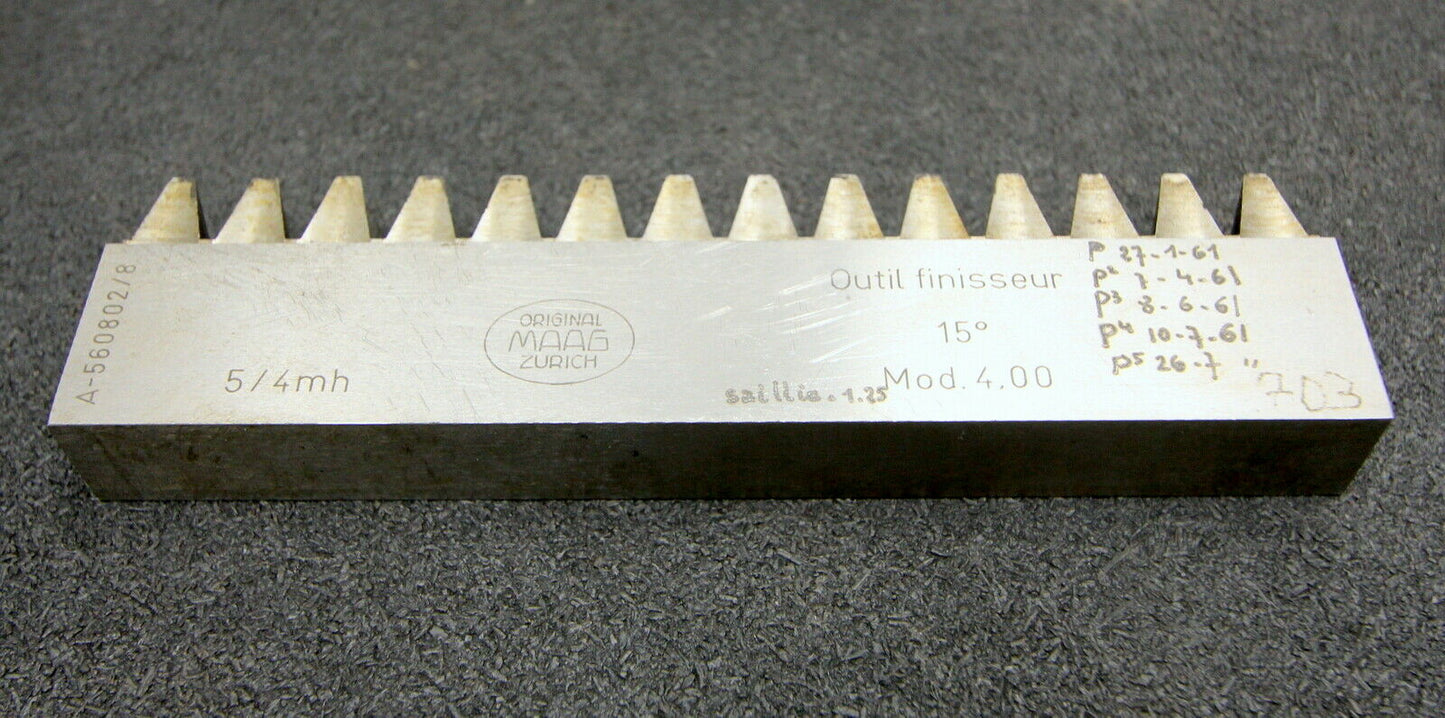 A-560802/8
5/4mh
ORIGINAL
MAAG
ZURICH
Outil finisseur
15°
Mod. 4,00
saillie. 1.25
P 27-1-61
P² 7-4-61
P³ 8-6-61
P⁴ 10-7-61
P⁵ 26-7 "
703